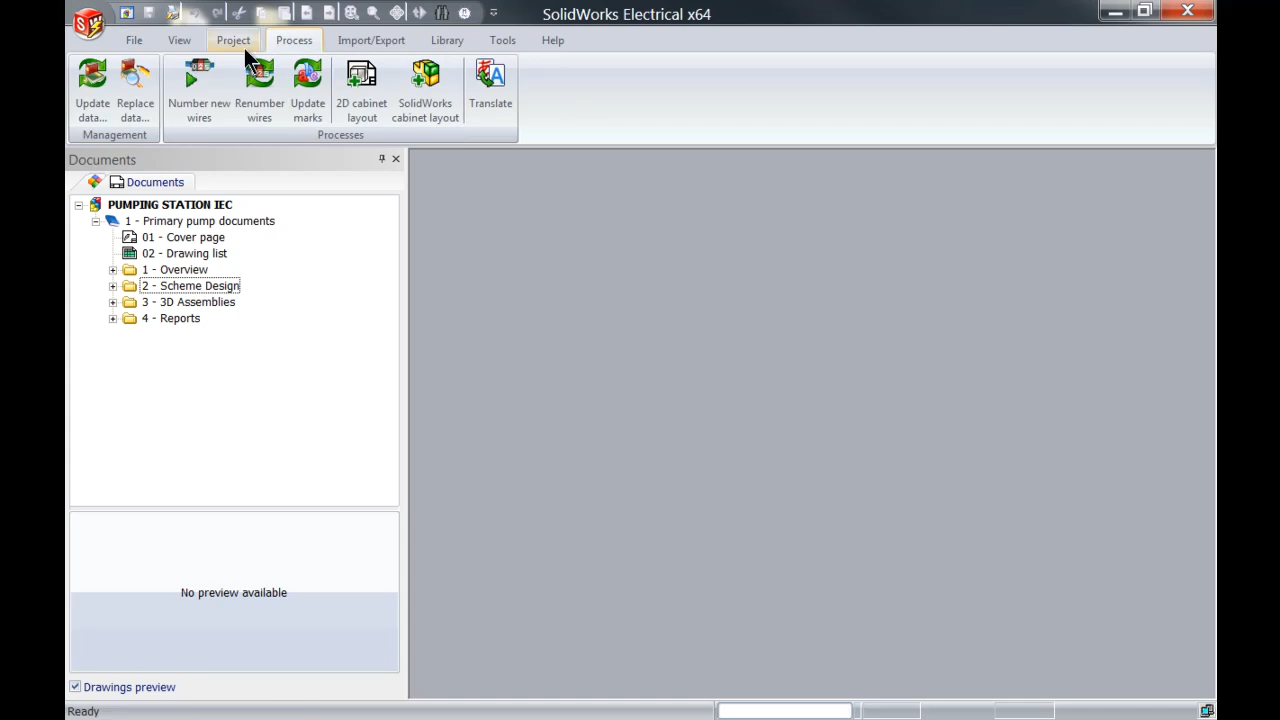 SolidWorks Electrical x64
File View Project Process Import/Export Library Tools Help
Update data... Replace data... Number new wires Renumber wires Update marks 2D cabinet layout SolidWorks cabinet layout Translate
Management Processes
Documents
Documents
PUMPING STATION IEC
1 - Primary pump documents
01 - Cover page
02 - Drawing list
1 - Overview
2 - Scheme Design
3 - 3D Assemblies
4 - Reports
No preview available
Drawings preview
Ready